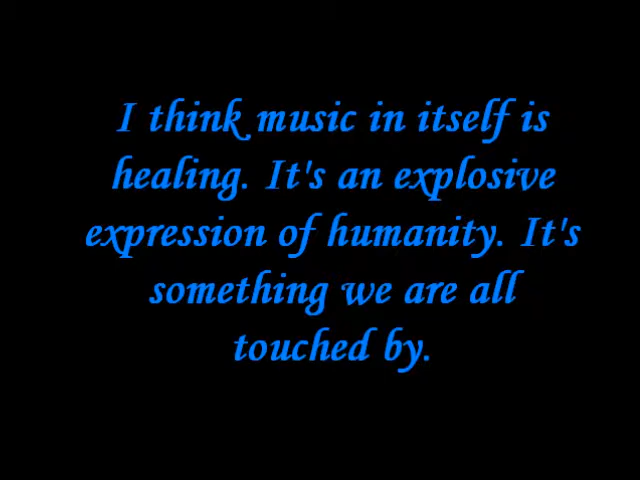 I think music in itself is
healing. It's an explosive
expression of humanity. It's
something we are all
touched by.